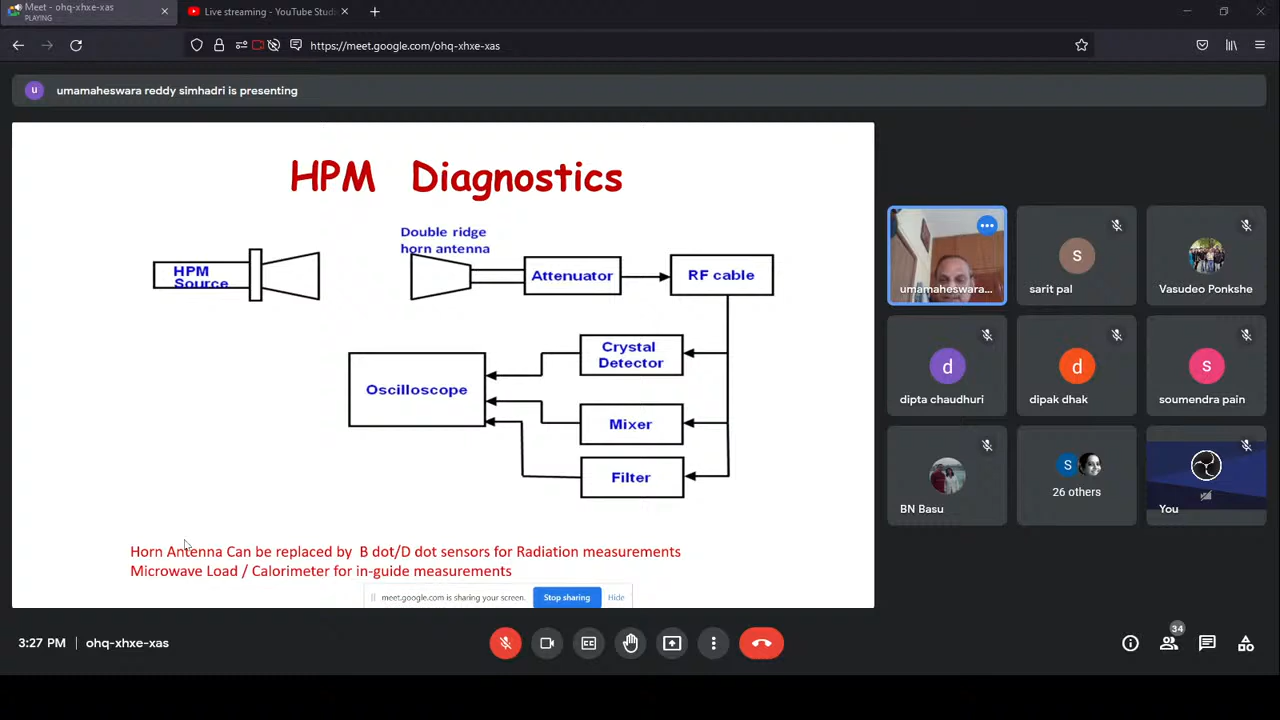 Meet - ohq-xhxe-xas
PLAYING
Live streaming - YouTube Stud
https://meet.google.com/ohq-xhxe-xas
u
umamaheswara reddy simhadri is presenting
HPM Diagnostics
Double ridge
horn antenna
HPM
Source
Attenuator
RF cable
Crystal
Detector
Oscilloscope
Mixer
Filter
Horn Antenna Can be replaced by B dot/D dot sensors for Radiation measurements
Microwave Load / Calorimeter for in-guide measurements
meet.google.com is sharing your screen.
Stop sharing
Hide
umamaheswara...
s
sarit pal
Vasudeo Ponkshe
d
dipta chaudhuri
d
dipak dhak
s
soumendra pain
BN Basu
S
26 others
You
3:27 PM | ohq-xhxe-xas
34